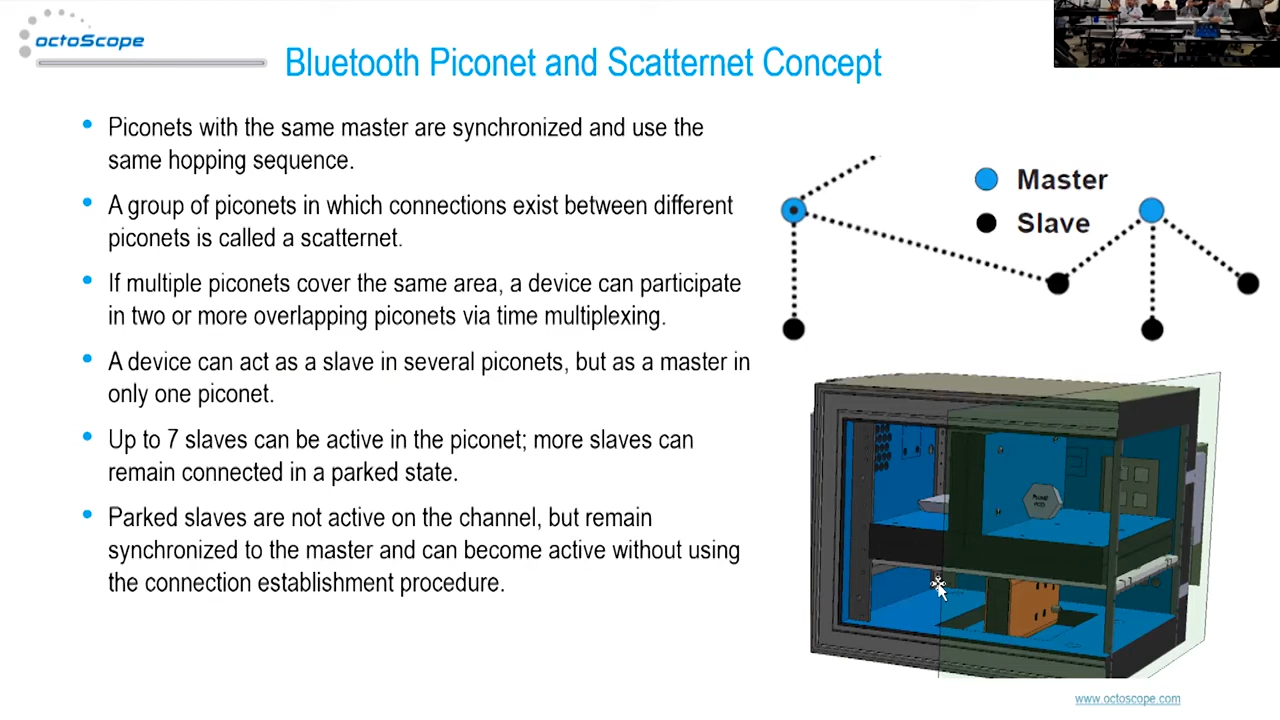 octoScope
Bluetooth Piconet and Scatternet Concept
• Piconets with the same master are synchronized and use the
same hopping sequence.
• A group of piconets in which connections exist between different
piconets is called a scatternet.
• If multiple piconets cover the same area, a device can participate
in two or more overlapping piconets via time multiplexing.
• A device can act as a slave in several piconets, but as a master in
only one piconet.
• Up to 7 slaves can be active in the piconet; more slaves can
remain connected in a parked state.
• Parked slaves are not active on the channel, but remain
synchronized to the master and can become active without using
the connection establishment procedure.
Master
Slave
www.octoscope.com